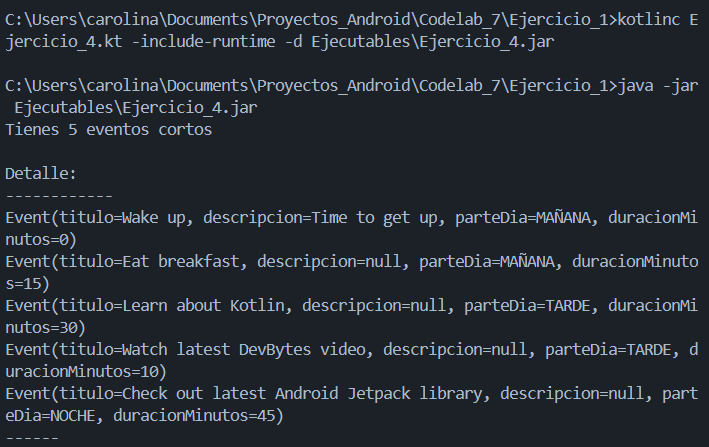 C:\Users\carolina\Documents\Proyectos_Android\Codelab_7\Ejercicio_1>kotlinc E
jercicio_4.kt -include-runtime -d Ejecutables\Ejercicio_4.jar
C:\Users\carolina\Documents\Proyectos_Android\Codelab_7\Ejercicio_1>java -jar
 Ejecutables\Ejercicio_4.jar
Tienes 5 eventos cortos
Detalle:
------------
Event(titulo=Wake up, descripcion=Time to get up, parteDia=MAÑANA, duracionMi
nutos=0)
Event(titulo=Eat breakfast, descripcion=null, parteDia=MAÑANA, duracionMinuto
s=15)
Event(titulo=Learn about Kotlin, descripcion=null, parteDia=TARDE, duracionMi
nutos=30)
Event(titulo=Watch latest DevBytes video, descripcion=null, parteDia=TARDE, d
uracionMinutos=10)
Event(titulo=Check out latest Android Jetpack library, descripcion=null, part
eDia=NOCHE, duracionMinutos=45)
------